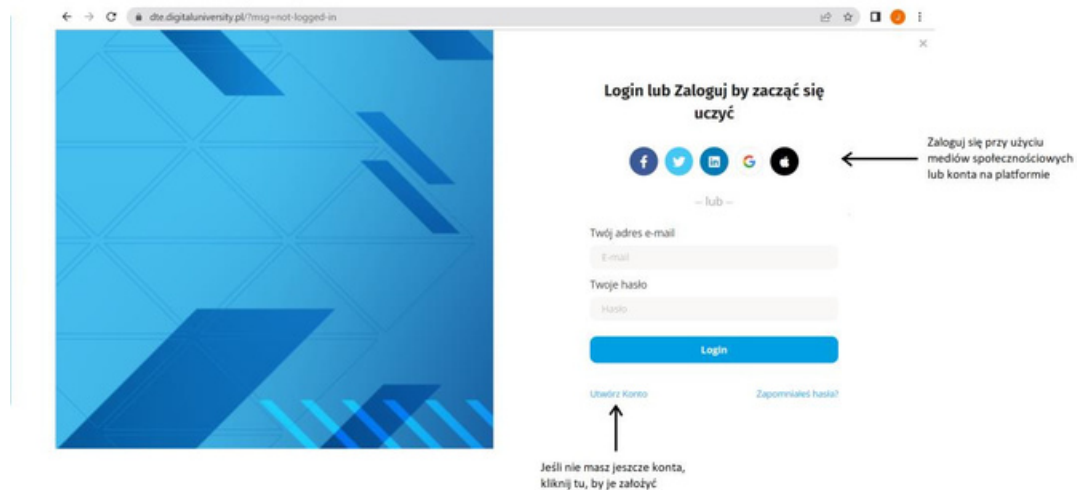 dte.digitaluniversity.pl/?msg=not-logged-in
Login lub Zaloguj by zacząć się
uczyć
Zaloguj się przy użyciu
mediów społecznościowych
lub konta na platformie
– lub –
Twój adres e-mail
E-mail
Twoje hasło
Hasło
Login
Utwórz Konto
Zapomniałeś hasła?
Jeśli nie masz jeszcze konta,
kliknij tu, by je założyć